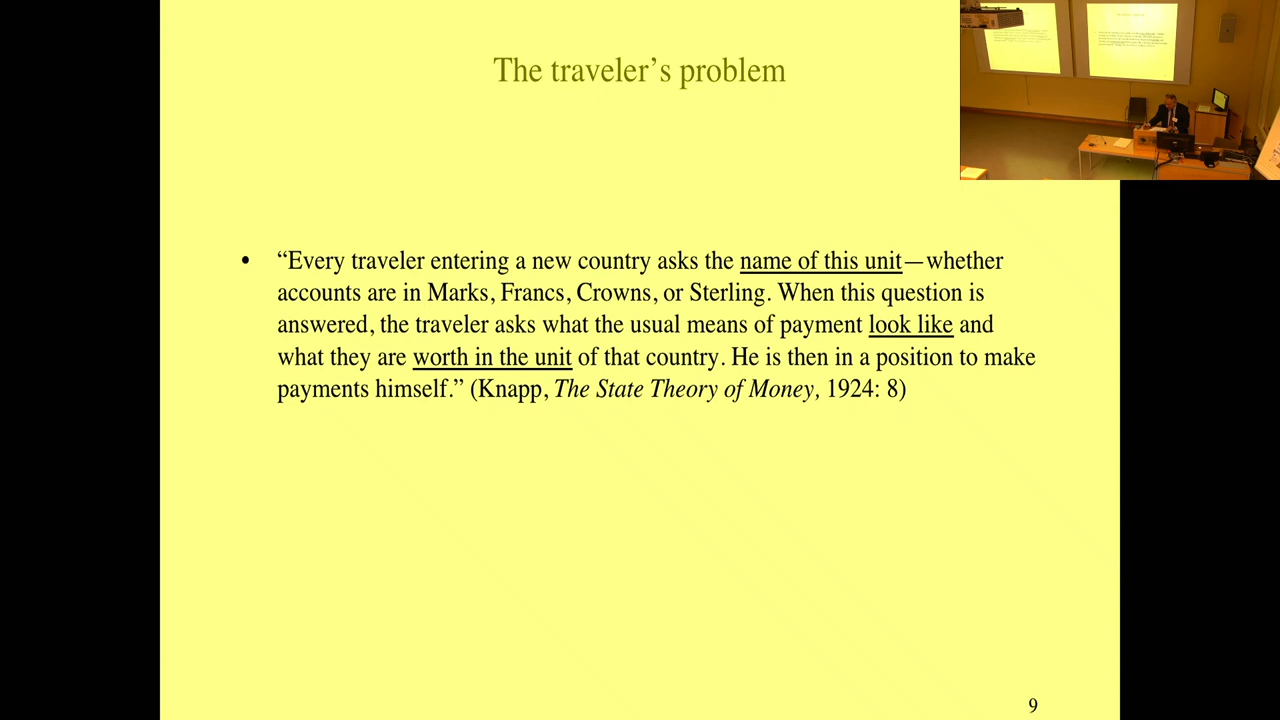 The traveler’s problem
• “Every traveler entering a new country asks the name of this unit—whether
accounts are in Marks, Francs, Crowns, or Sterling. When this question is
answered, the traveler asks what the usual means of payment look like and
what they are worth in the unit of that country. He is then in a position to make
payments himself.” (Knapp, The State Theory of Money, 1924: 8)
9